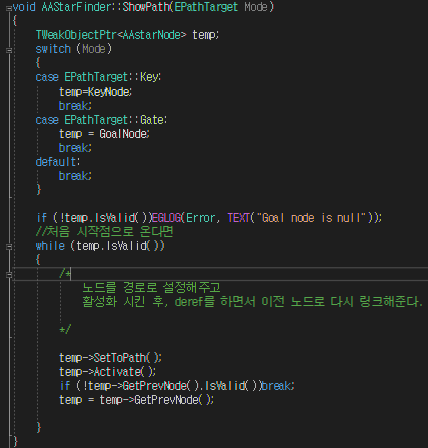 void AAStarFinder::ShowPath(EPathTarget Mode)
{
TWeakObjectPtr<AAstarNode> temp;
switch (Mode)
{
case EPathTarget::Key:
temp=KeyNode;
break;
case EPathTarget::Gate:
temp = GoalNode;
break;
default:
break;
}
if (!temp.IsValid())EGLOG(Error, TEXT("Goal node is null"));
//처음 시작점으로 온다면
while (temp.IsValid())
{
/*
노드를 경로로 설정해주고
활성화 시킨 후, deref를 하면서 이전 노드로 다시 링크해준다.
*/
temp->SetToPath();
temp->Activate();
if (!temp->GetPrevNode().IsValid())break;
temp = temp->GetPrevNode();
}
}